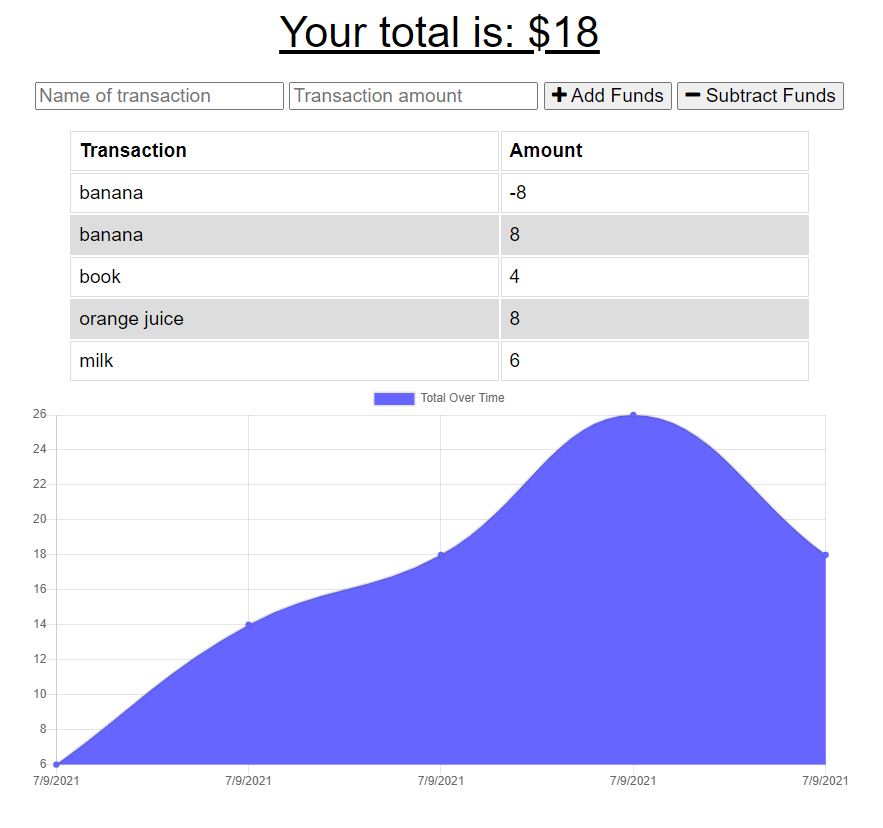 Your total is: $18
Name of transaction Transaction amount + Add Funds − Subtract Funds
Transaction Amount
banana -8
banana 8
book 4
orange juice 8
milk 6
Total Over Time
26
24
22
20
18
16
14
12
10
8
6
7/9/2021 7/9/2021 7/9/2021 7/9/2021 7/9/2021